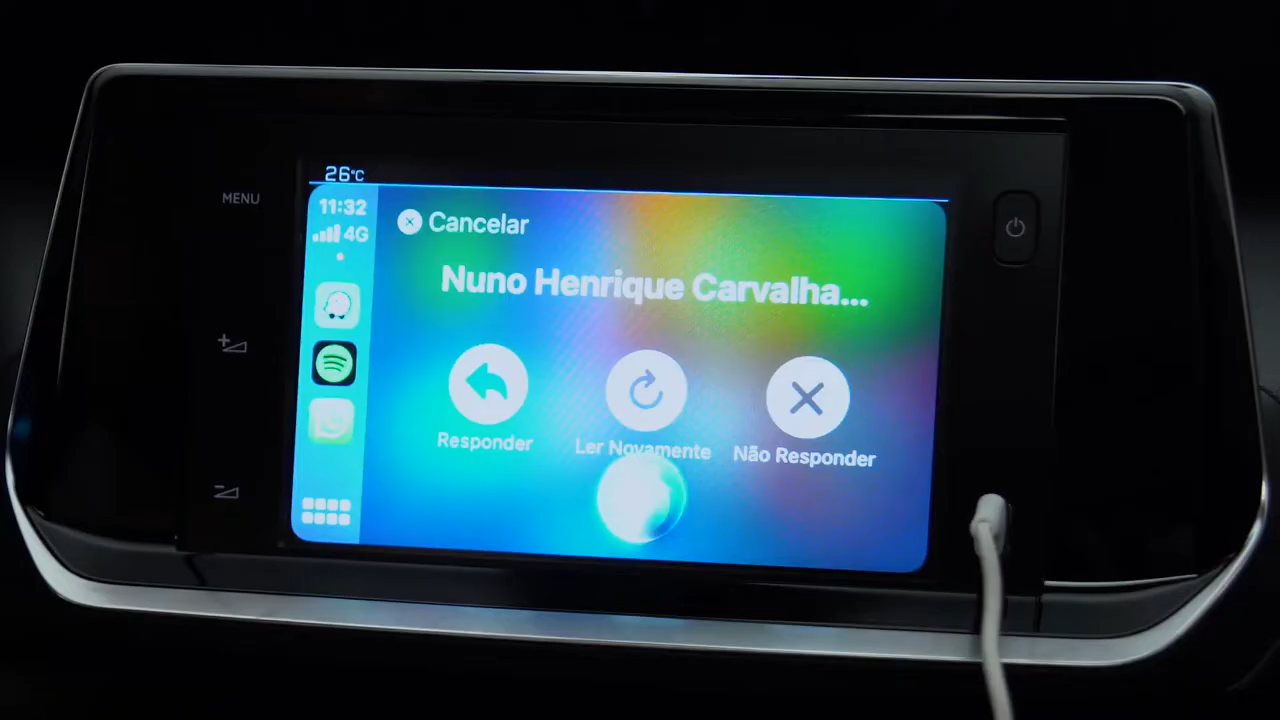 26°C
MENU
11:32
4G
Cancelar
Nuno Henrique Carvalha...
Responder
Ler Novamente
Não Responder